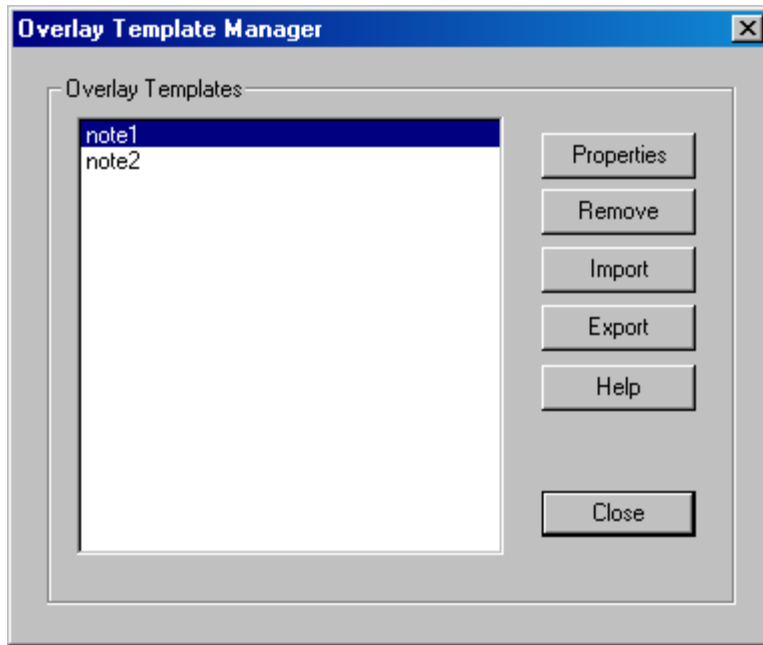 Overlay Template Manager
Overlay Templates
note1
note2
Properties
Remove
Import
Export
Help
Close